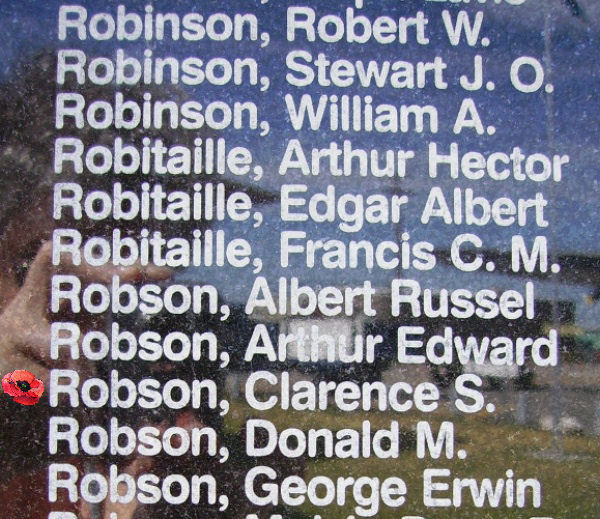 Robinson, Robert W.
Robinson, Stewart J. O.
Robinson, William A.
Robitaille, Arthur Hector
Robitaille, Edgar Albert
Robitaille, Francis C. M.
Robson, Albert Russel
Robson, Arthur Edward
Robson, Clarence S.
Robson, Donald M.
Robson, George Erwin